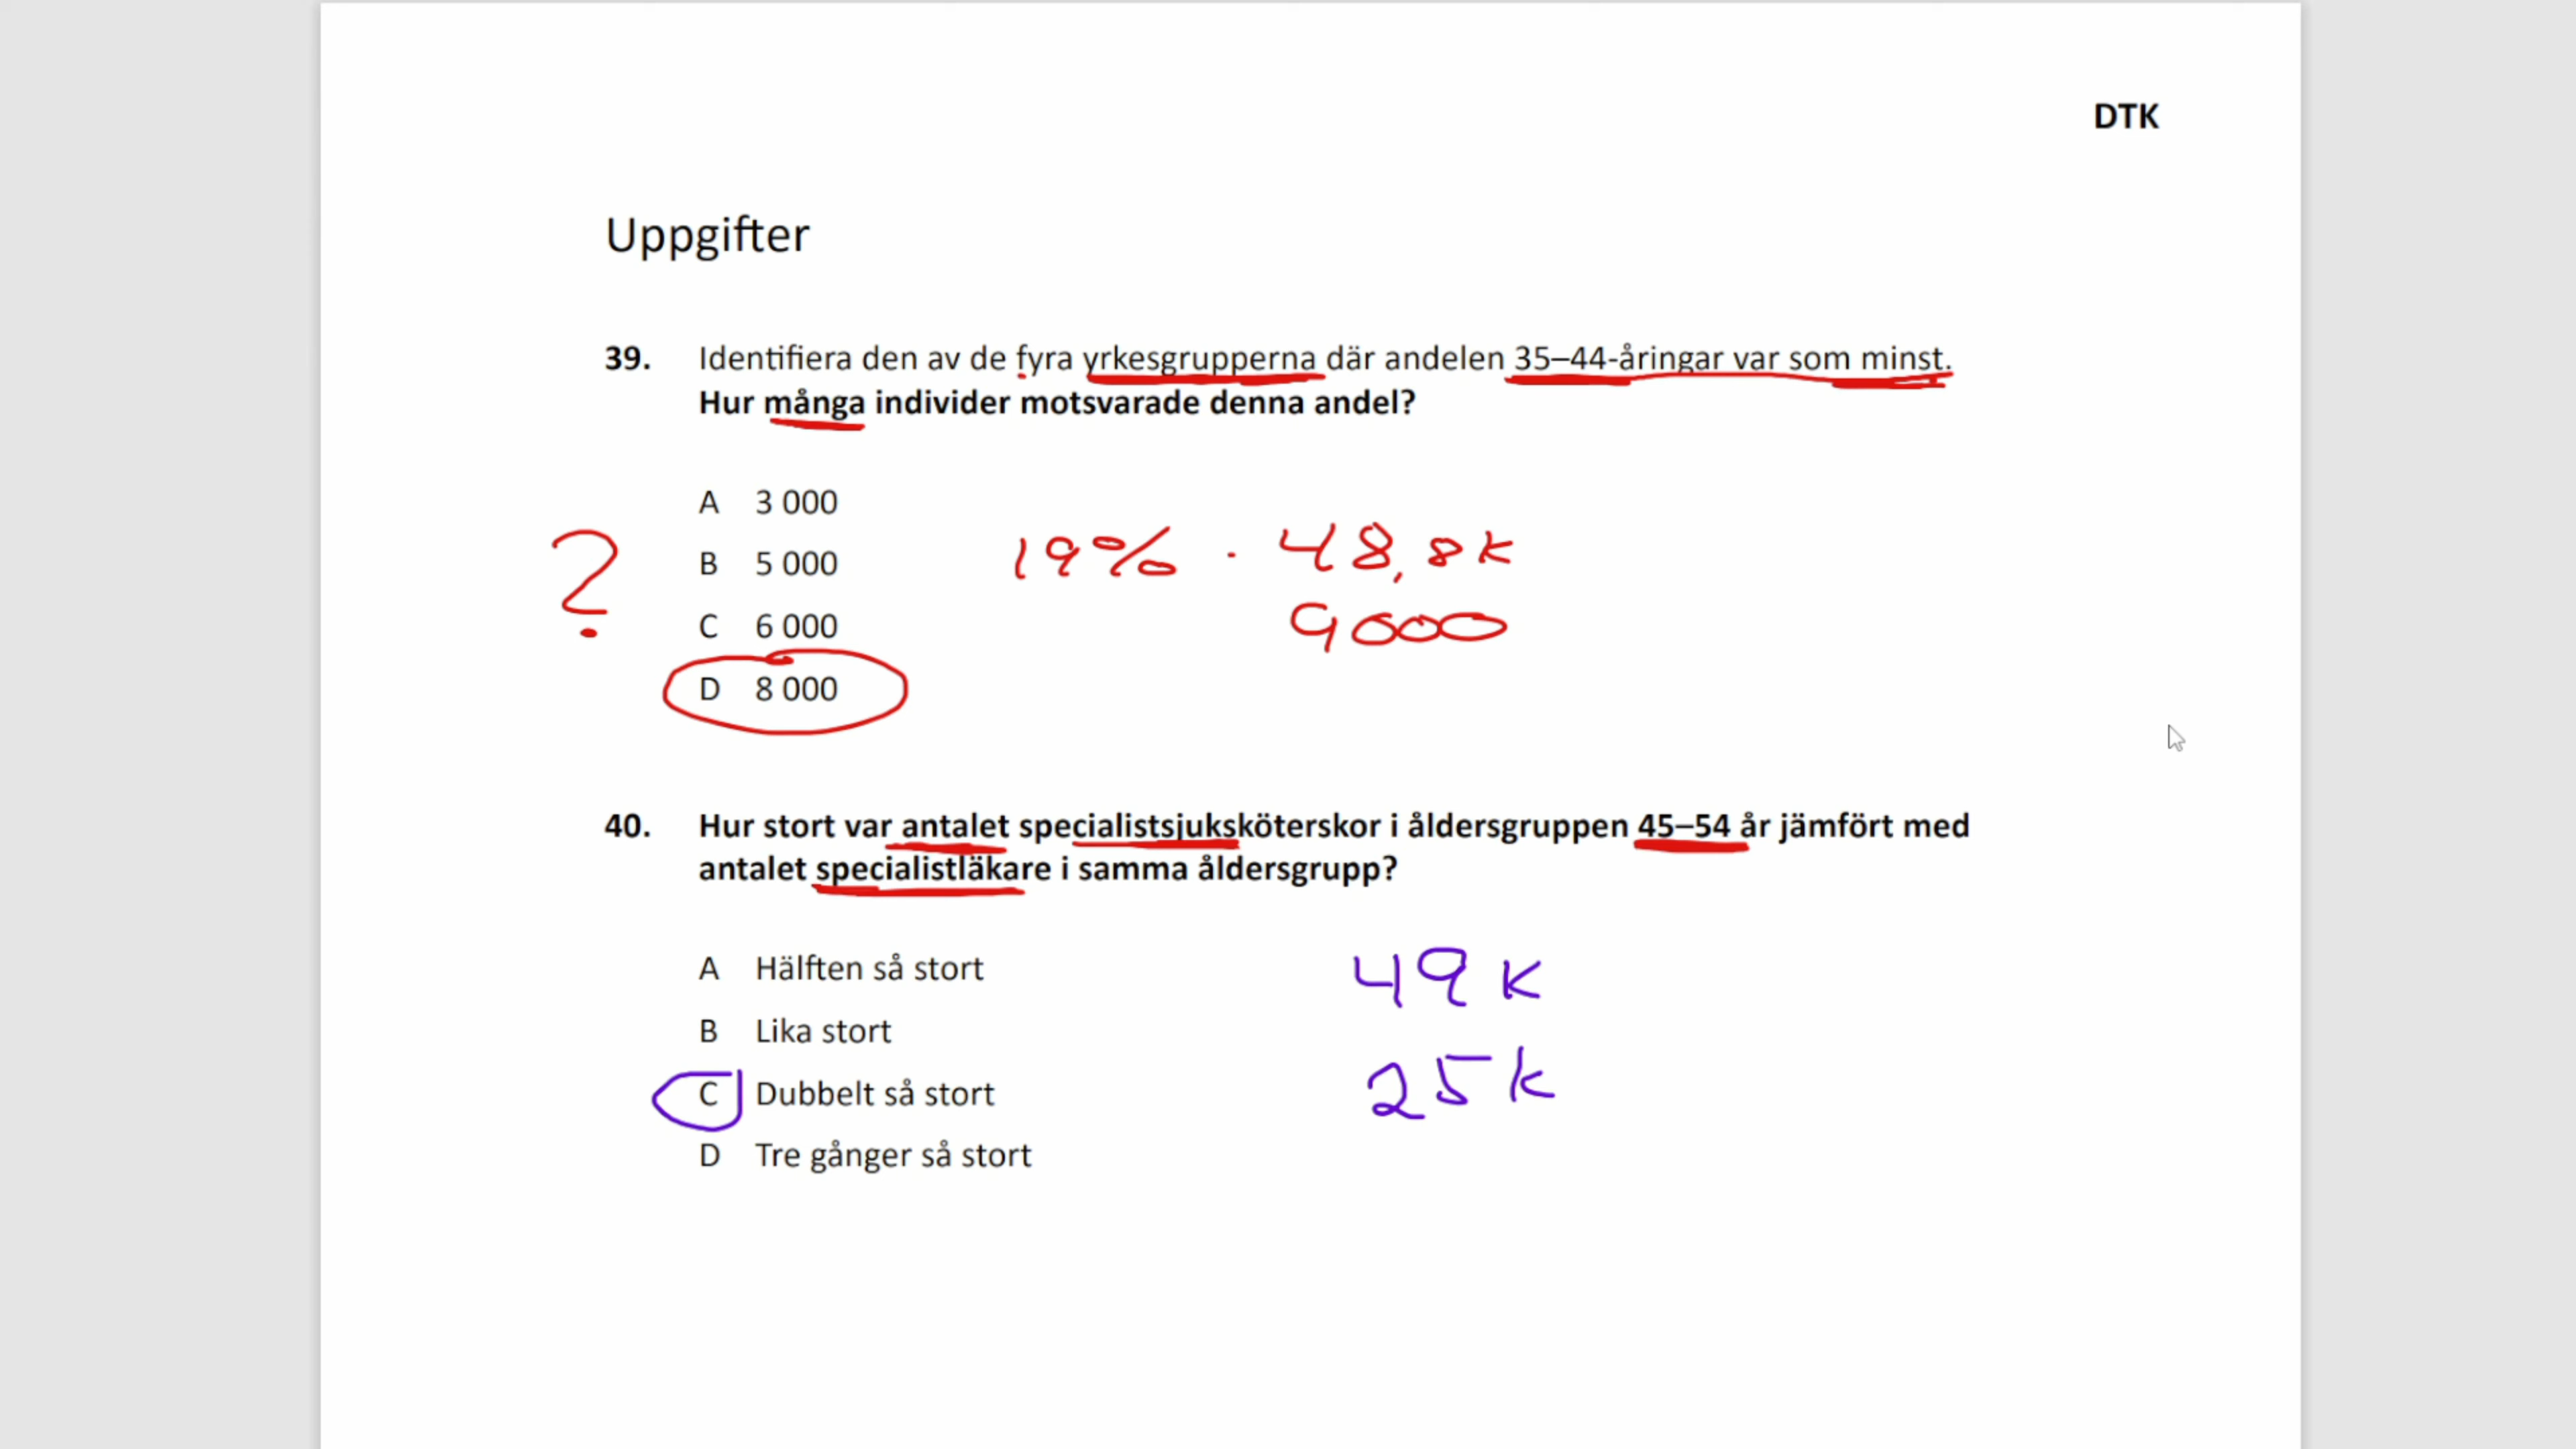 DTK
Uppgifter
39. Identifiera den av de fyra yrkesgrupperna där andelen 35–44-åringar var som minst.
Hur många individer motsvarade denna andel?
A 3 000
B 5 000
C 6 000
D 8 000
?
19% · 48,8k
9000
40. Hur stort var antalet specialistsjuksköterskor i åldersgruppen 45–54 år jämfört med
antalet specialistläkare i samma åldersgrupp?
A Hälften så stort
B Lika stort
C Dubbelt så stort
D Tre gånger så stort
49k
25k